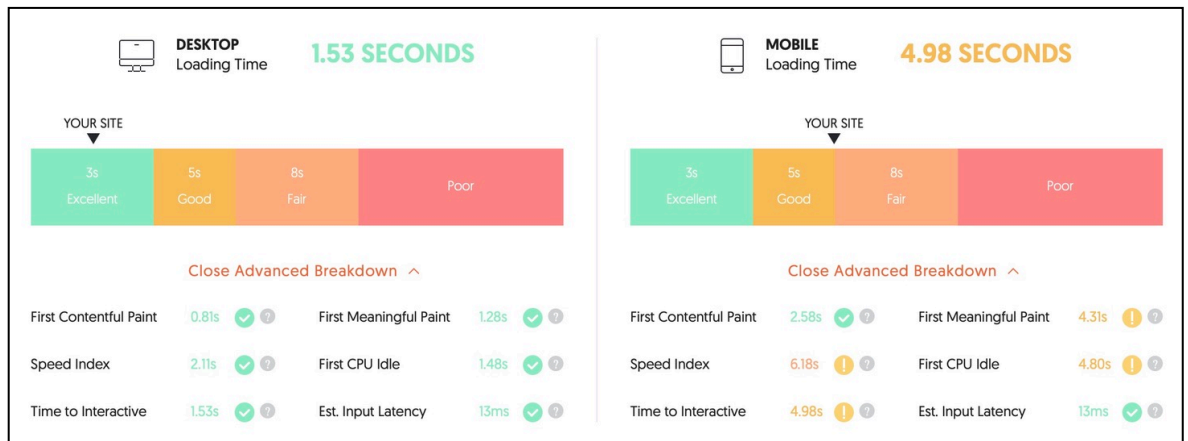 DESKTOP
Loading Time
1.53 SECONDS
YOUR SITE
3s
Excellent
5s
Good
8s
Fair
Poor
Close Advanced Breakdown
First Contentful Paint 0.81s ?
First Meaningful Paint 1.28s ?
Speed Index 2.11s ?
First CPU Idle 1.48s ?
Time to Interactive 1.53s ?
Est. Input Latency 13ms ?
MOBILE
Loading Time
4.98 SECONDS
YOUR SITE
3s
Excellent
5s
Good
8s
Fair
Poor
Close Advanced Breakdown
First Contentful Paint 2.58s ?
First Meaningful Paint 4.31s ! ?
Speed Index 6.18s ! ?
First CPU Idle 4.80s ! ?
Time to Interactive 4.98s ! ?
Est. Input Latency 13ms ?